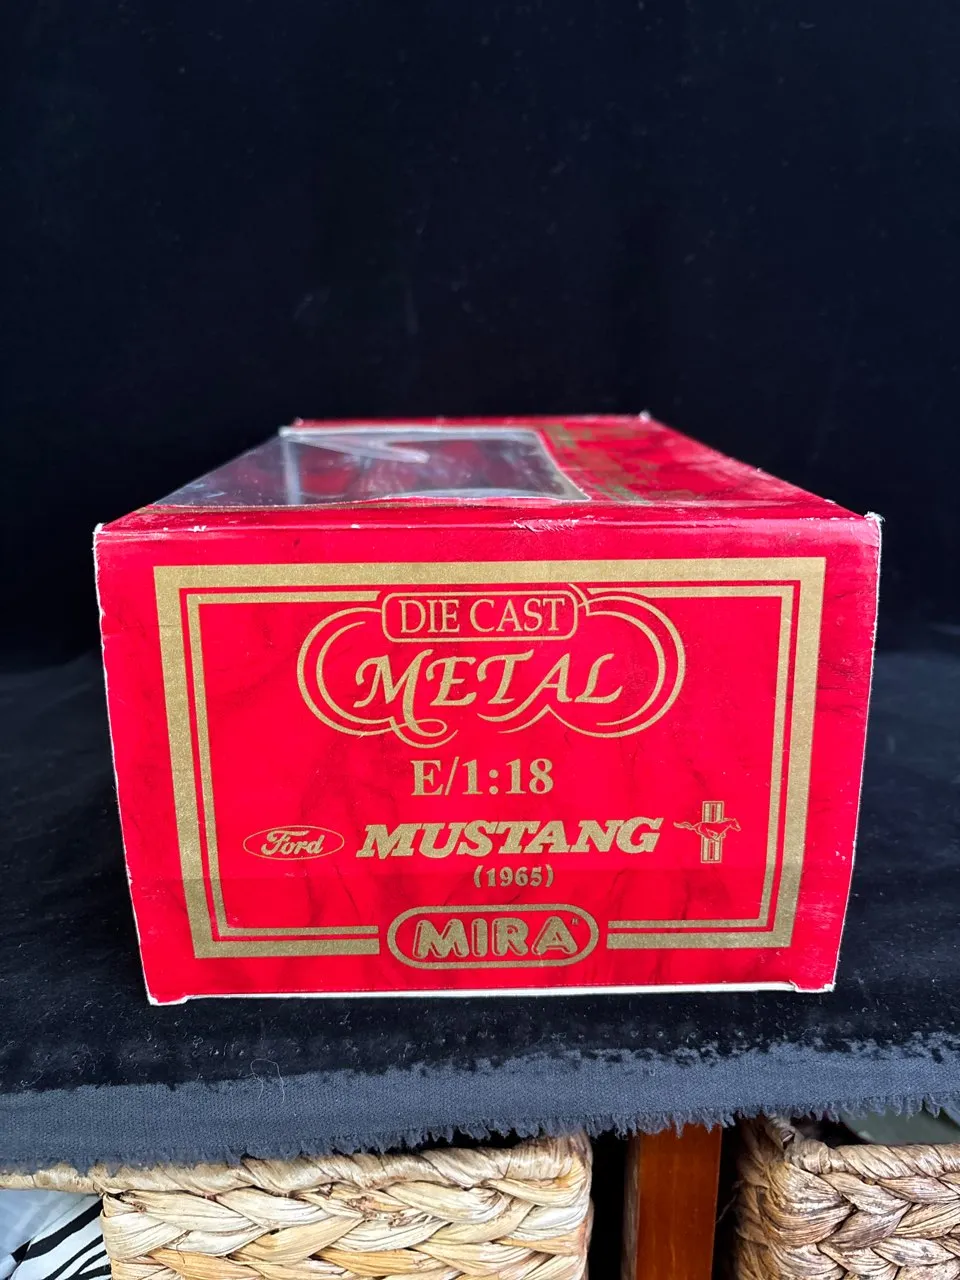 DIE CAST
METAL
E/1:18
Ford MUSTANG
(1965)
MIRA